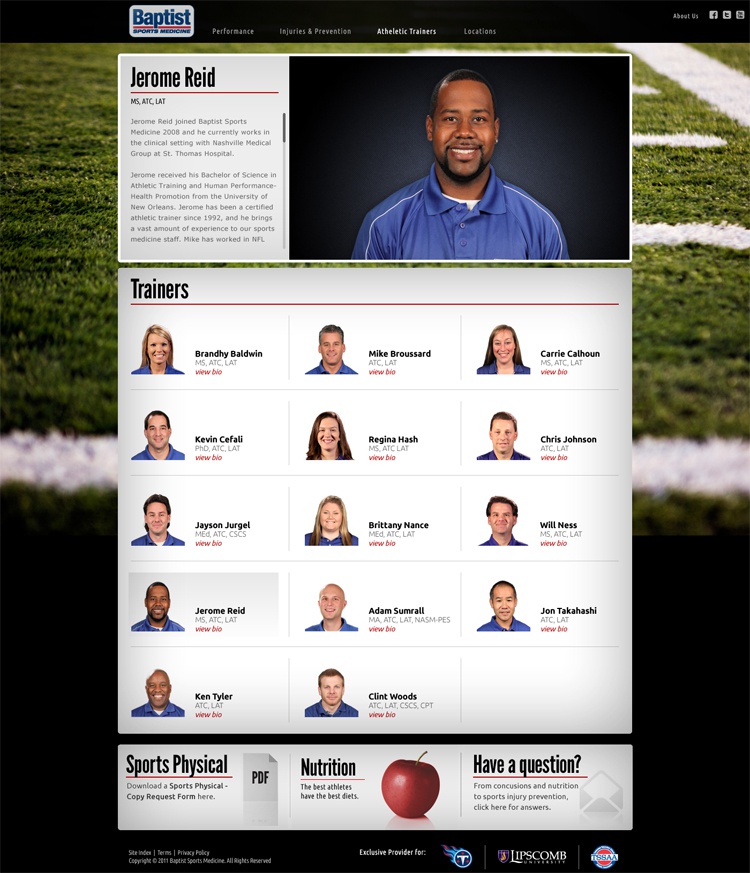 Baptist
SPORTS MEDICINE
Performance
Injuries & Prevention
Atheletic Trainers
Locations
About Us
Jerome Reid
MS, ATC, LAT
Jerome Reid joined Baptist Sports
Medicine 2008 and he currently works in
the clinical setting with Nashville Medical
Group at St. Thomas Hospital.
Jerome received his Bachelor of Science in
Athletic Training and Human Performance-
Health Promotion from the University of
New Orleans. Jerome has been a certified
athletic trainer since 1992, and he brings
a vast amount of experience to our sports
medicine staff. Mike has worked in NFL
Trainers
Brandhy Baldwin
MS, ATC, LAT
view bio
Mike Broussard
ATC, LAT
view bio
Carrie Calhoun
MS, ATC, LAT
view bio
Kevin Cefali
PhD, ATC, LAT
view bio
Regina Hash
MS, ATC, LAT
view bio
Chris Johnson
ATC, LAT
view bio
Jayson Jurgel
MEd, ATC, CSCS
view bio
Brittany Nance
MEd, ATC, LAT
view bio
Will Ness
MS, ATC, LAT
view bio
Jerome Reid
MS, ATC, LAT
view bio
Adam Sumrall
MA, ATC, LAT, NASM-PES
view bio
Jon Takahashi
ATC, LAT
view bio
Ken Tyler
ATC, LAT
view bio
Clint Woods
ATC, LAT, CSCS, CPT
view bio
Sports Physical
Download a Sports Physical -
Copy Request Form here.
PDF
Nutrition
The best athletes
have the best diets.
Have a question?
From concusions and nutrition
to sports injury prevention,
click here for answers.
Site Index | Terms | Privacy Policy
Copyright © 2011 Baptist Sports Medicine. All Rights Reserved
Exclusive Provider for:
T
LIPSCOMB
UNIVERSITY
TSSAA